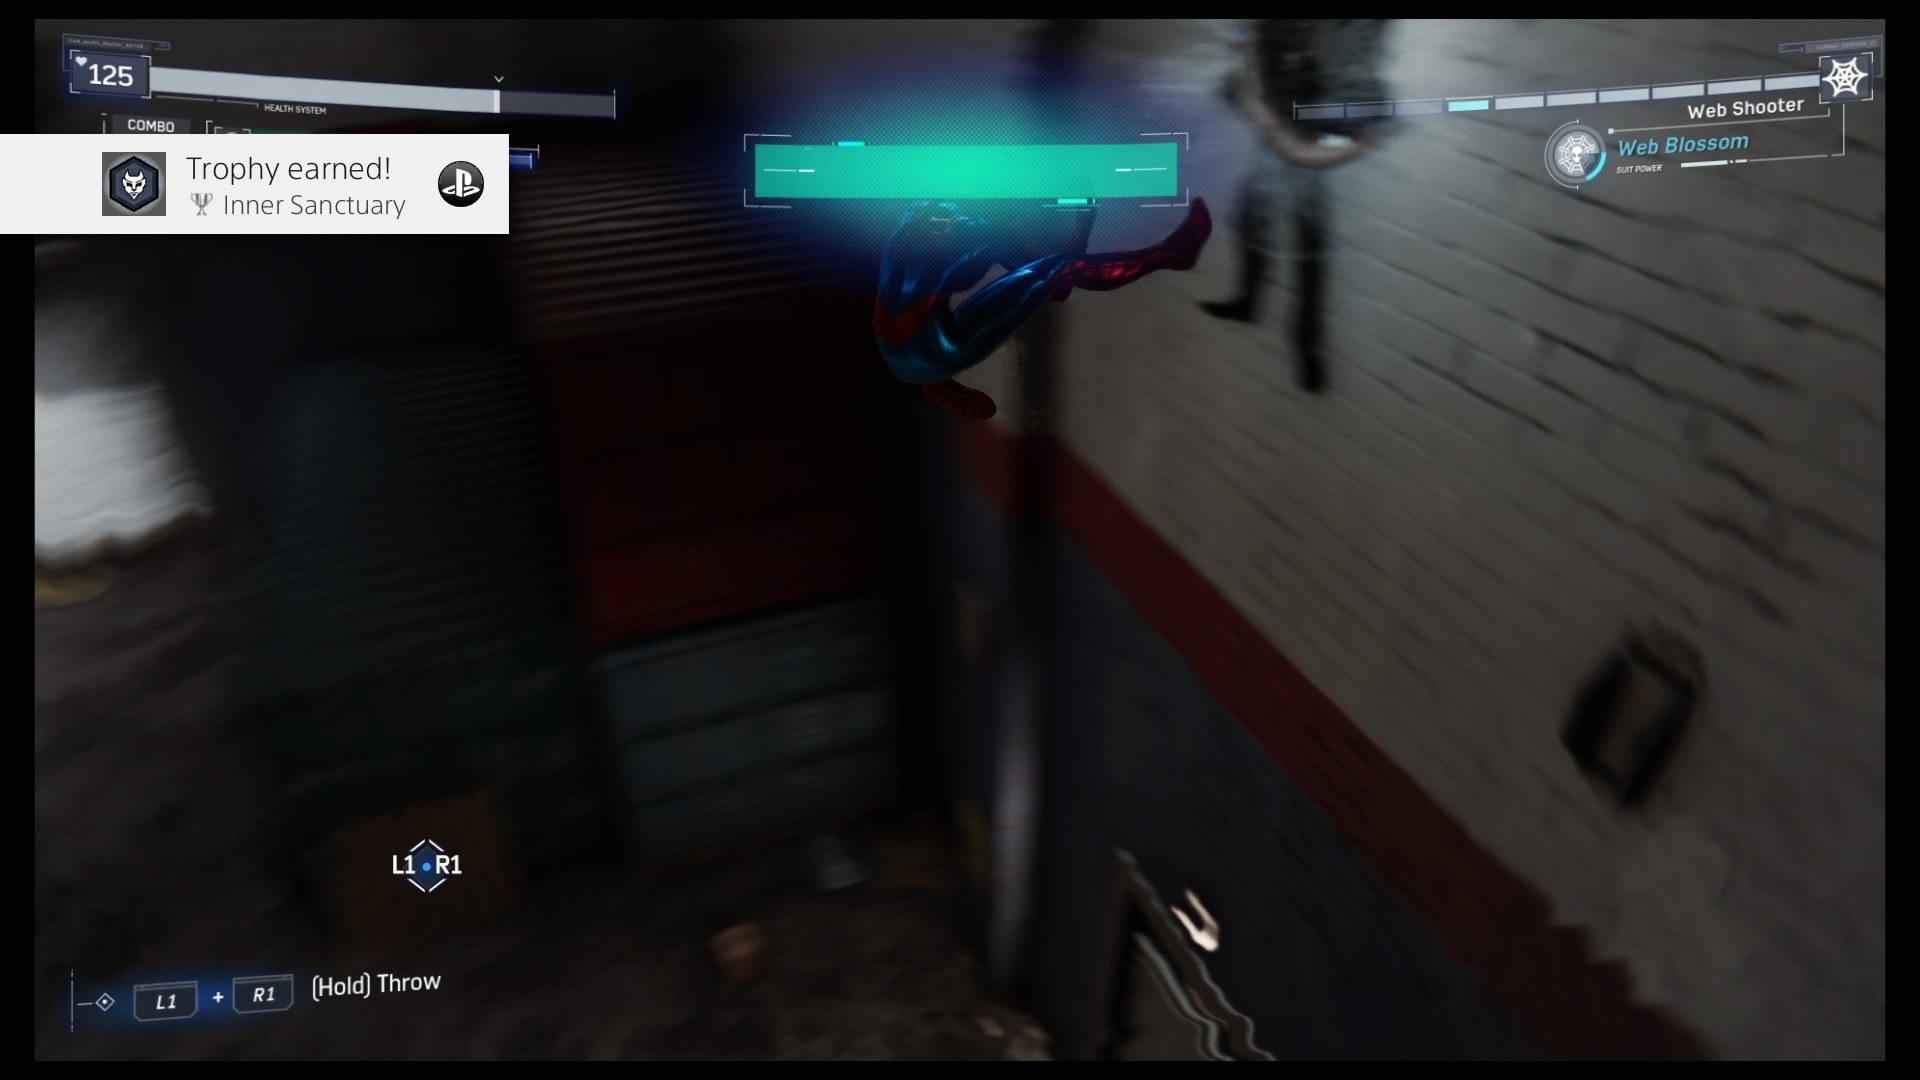 125
HEALTH SYSTEM
COMBO
Trophy earned!
Inner Sanctuary
Web Shooter
Web Blossom
SUIT POWER
L1 R1
L1 + R1 (Hold) Throw